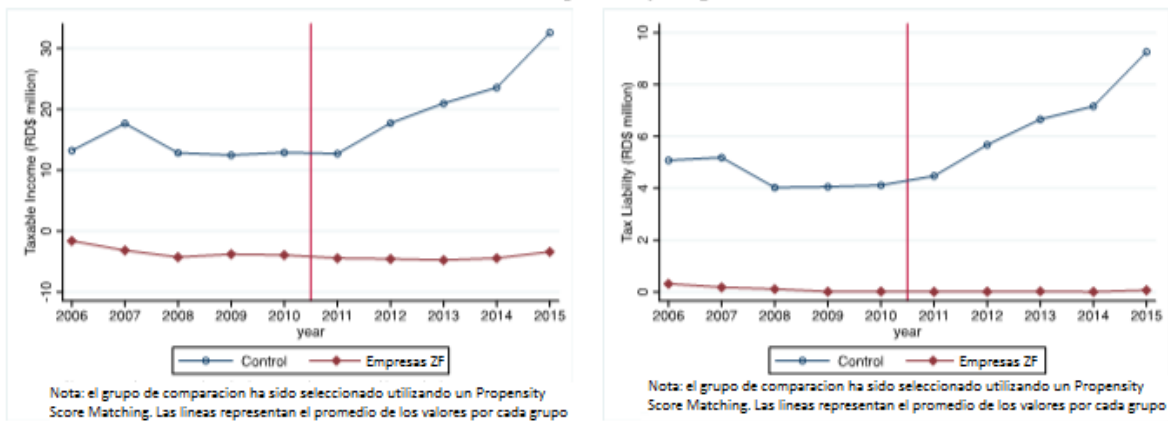 Taxable Income (RD$ million)
30
20
10
0
-10
2006 2007 2008 2009 2010 2011 2012 2013 2014 2015
year
Control Empresas ZF
Nota: el grupo de comparacion ha sido seleccionado utilizando un Propensity
Score Matching. Las lineas representan el promedio de los valores por cada grupo
Tax Liability (RD$ million)
10
8
6
4
2
0
2006 2007 2008 2009 2010 2011 2012 2013 2014 2015
year
Control Empresas ZF
Nota: el grupo de comparacion ha sido seleccionado utilizando un Propensity
Score Matching. Las lineas representan el promedio de los valores por cada grupo